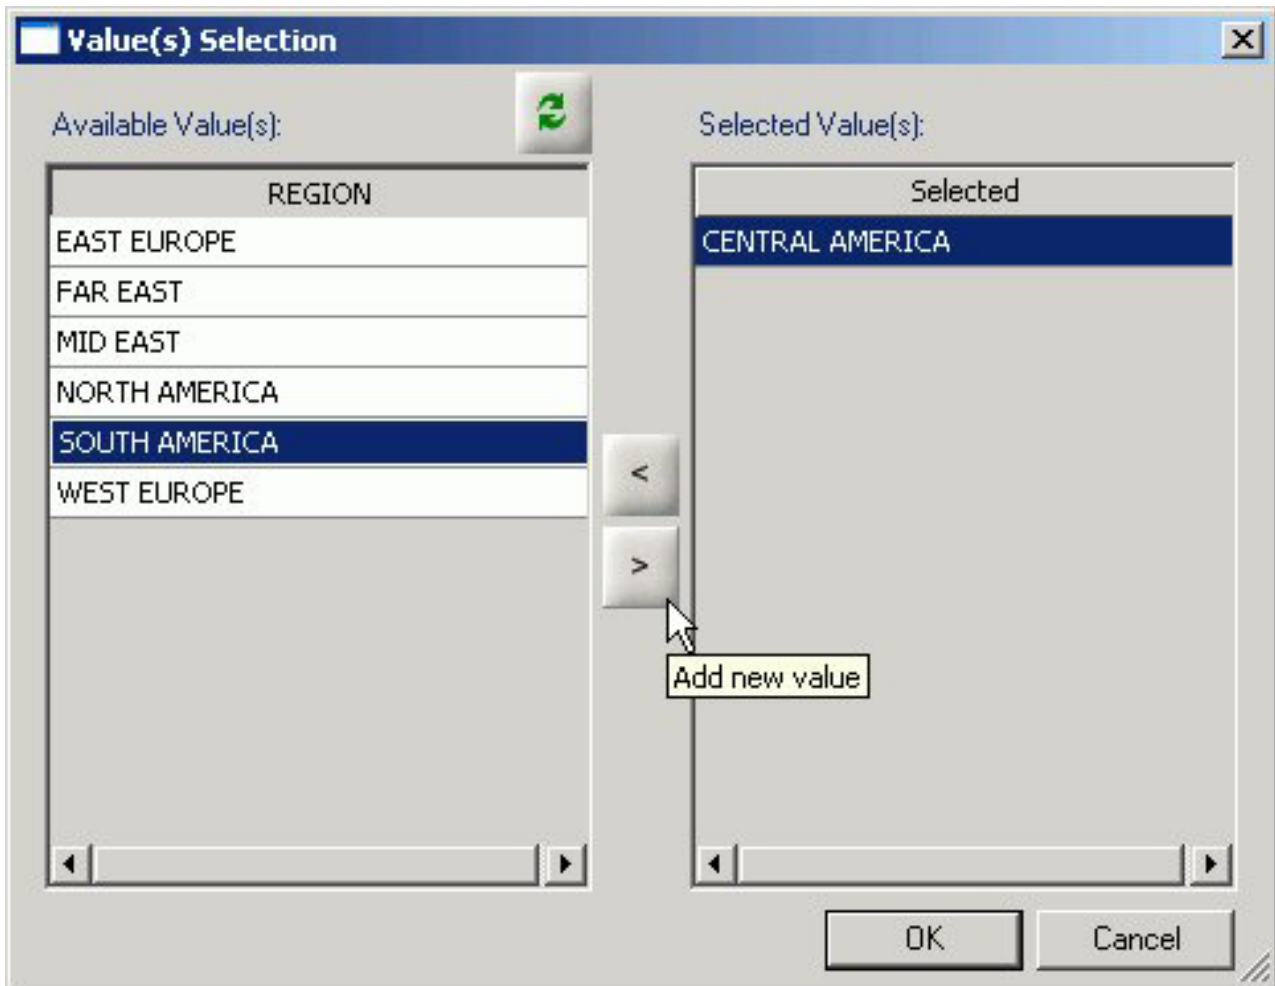 Value(s) Selection
Available Value(s):
REGION
EAST EUROPE
FAR EAST
MID EAST
NORTH AMERICA
SOUTH AMERICA
WEST EUROPE
<
>
Add new value
Selected Value(s):
Selected
CENTRAL AMERICA
OK
Cancel